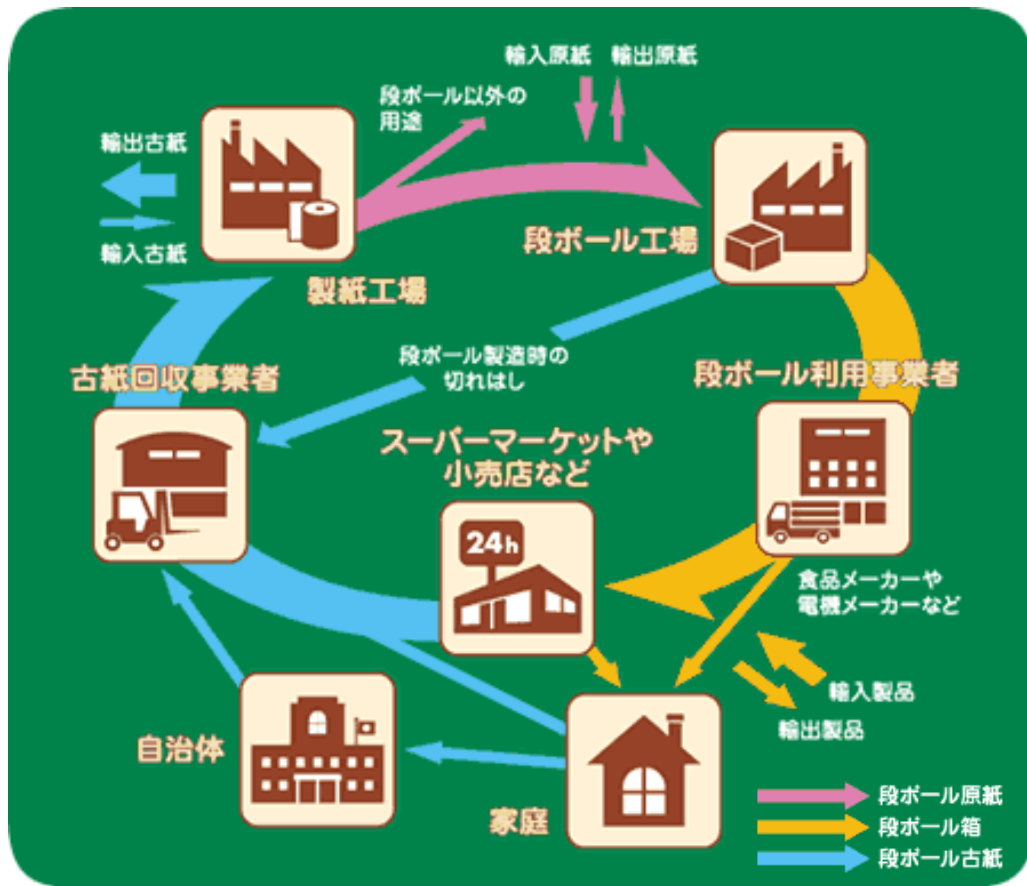 輸入原紙
輸出原紙
段ボール以外の
用途
輸出古紙
輸入古紙
製紙工場
段ボール工場
段ボール製造時の
切れはし
古紙回収事業者
段ボール利用事業者
スーパーマーケットや
小売店など
24h
食品メーカーや
電機メーカーなど
輸入製品
輸出製品
自治体
家庭
段ボール原紙
段ボール箱
段ボール古紙